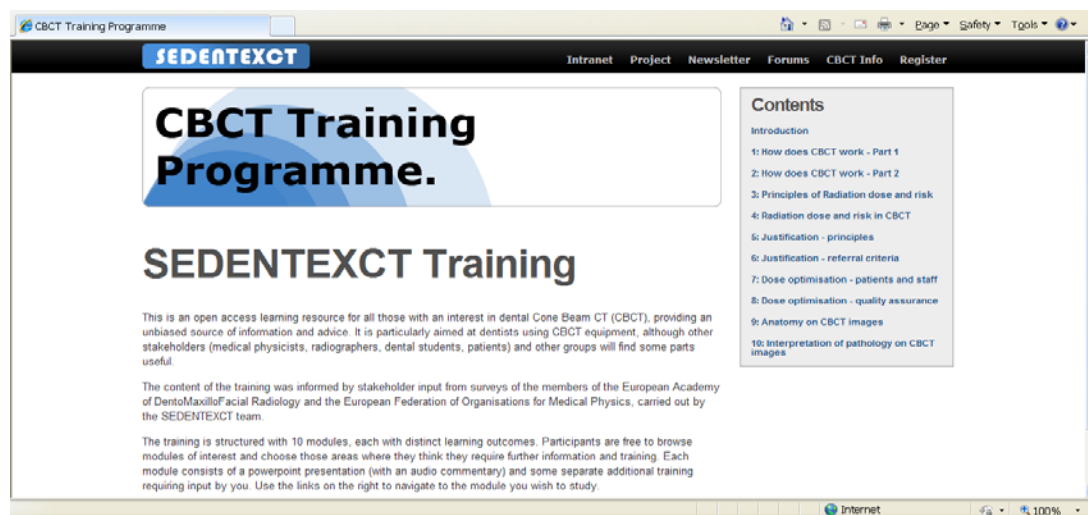 CBCT Training Programme
Page Safety Tools
SEDENTEXCT
Intranet Project Newsletter Forums CBCT Info Register
CBCT Training
Programme.
SEDENTEXCT Training
This is an open access learning resource for all those with an interest in dental Cone Beam CT (CBCT), providing an
unbiased source of information and advice. It is particularly aimed at dentists using CBCT equipment, although other
stakeholders (medical physicists, radiographers, dental students, patients) and other groups will find some parts
useful.
The content of the training was informed by stakeholder input from surveys of the members of the European Academy
of DentoMaxilloFacial Radiology and the European Federation of Organisations for Medical Physics, carried out by
the SEDENTEXCT team.
The training is structured with 10 modules, each with distinct learning outcomes. Participants are free to browse
modules of interest and choose those areas where they think they require further information and training. Each
module consists of a powerpoint presentation (with an audio commentary) and some separate additional training
requiring input by you. Use the links on the right to navigate to the module you wish to study.
Contents
Introduction
1: How does CBCT work - Part 1
2: How does CBCT work - Part 2
3: Principles of Radiation dose and risk
4: Radiation dose and risk in CBCT
5: Justification - principles
6: Justification - referral criteria
7: Dose optimisation - patients and staff
8: Dose optimisation - quality assurance
9: Anatomy on CBCT images
10: Interpretation of pathology on CBCT
images
Internet 100%